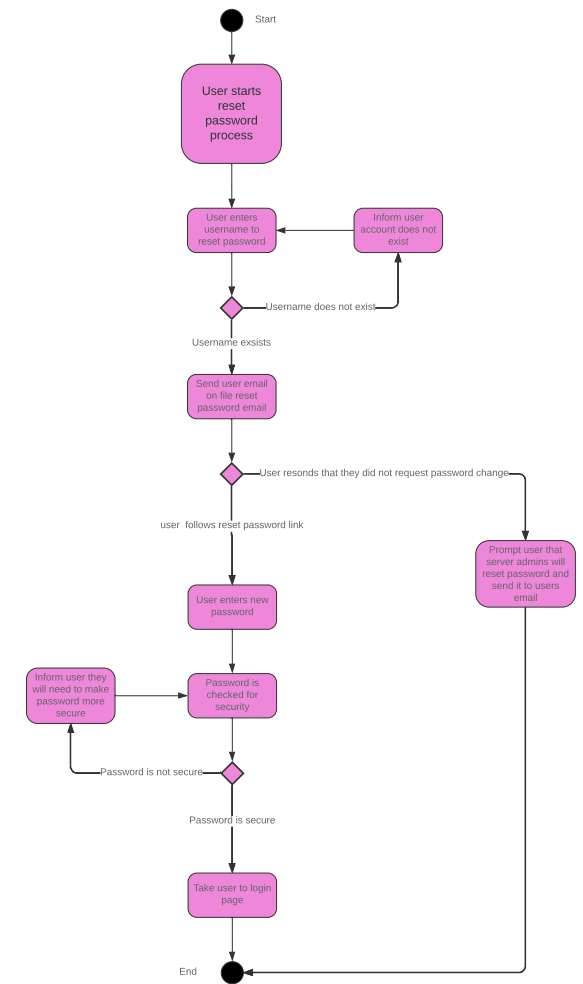 Start
User starts
reset
password
process
User enters
username to
reset password
Inform user
account does not
exist
Username does not exist
Username exsists
Send user email
on file reset
password email
User resonds that they did not request password change
user  follows reset password link
Prompt user that
server admins will
reset password and
send it to users
email
User enters new
password
Inform user they
will need to make
password more
secure
Password is
checked for
security
Password is not secure
Password is secure
Take user to login
page
End